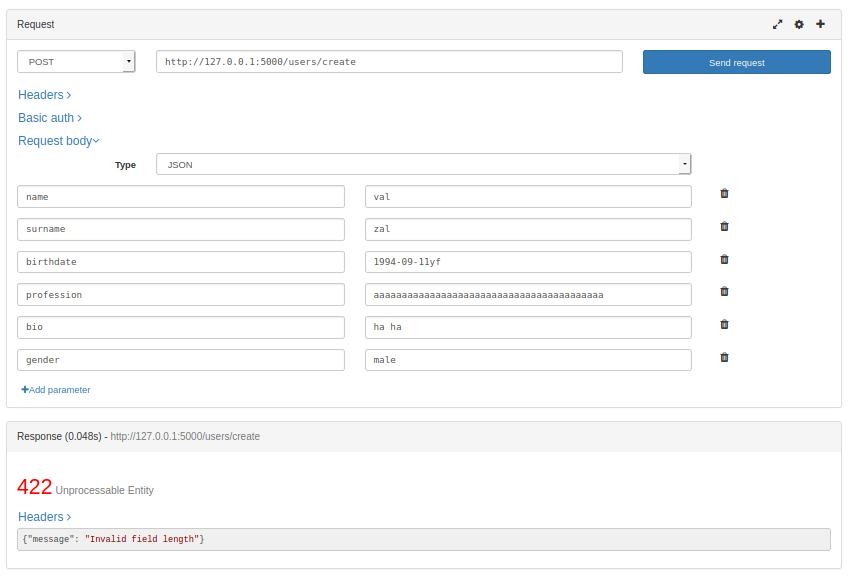 Request
POST
http://127.0.0.1:5000/users/create
Send request
Headers
Basic auth
Request body
Type
JSON
name
val
surname
zal
birthdate
1994-09-11yf
profession
aaaaaaaaaaaaaaaaaaaaaaaaaaaaaaaaaaaaaaaaa
bio
ha ha
gender
male
Add parameter
Response (0.048s) - http://127.0.0.1:5000/users/create
422 Unprocessable Entity
Headers
{"message": "Invalid field length"}